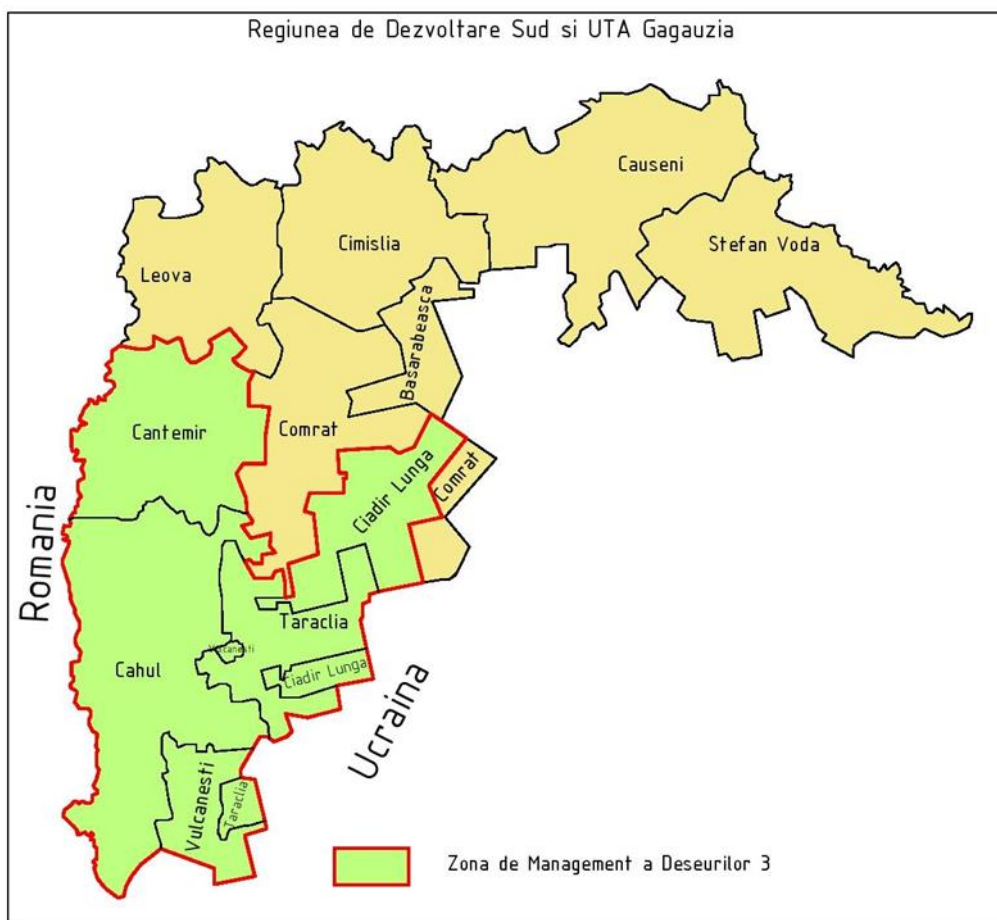 Regiunea de Dezvoltare Sud si UTA Gagauzia
Causeni
Stefan Voda
Cimislia
Leova
Basarabeasca
Cantemir
Comrat
Ciadir Lunga
Comrat
Romania
Taraclia
Vulcanesti
Cahul
Ciadir Lunga
Ucraina
Vulcanesti
Taraclia
Zona de Management a Deseurilor 3